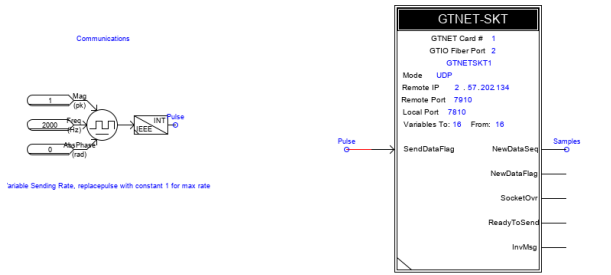 Communications
1
Mag
(pk)
2000
Freq
(Hz)
0
AbsPhase
(rad)
INT
IEEE
Pulse
Variable Sending Rate, replacepulse with constant 1 for max rate
GTNET-SKT
GTNET Card # 1
GTIO Fiber Port 2
GTNETSKT1
Mode UDP
Remote IP 2 . 57. 202. 134
Remote Port 7910
Local Port 7810
Variables To: 16 From: 16
Pulse
SendDataFlag
NewDataSeq
Samples
NewDataFlag
SocketOvr
ReadyToSend
InvMsg